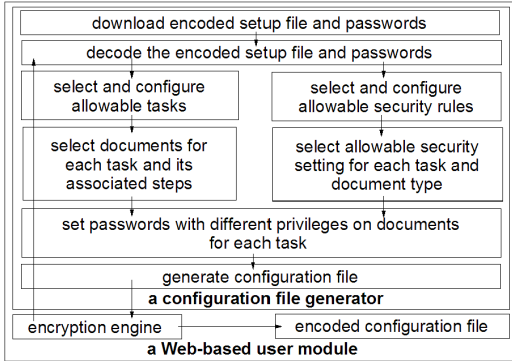 download encoded setup file and passwords
decode the encoded setup file and passwords
select and configure
allowable tasks
select and configure
allowable security rules
select documents for
each task and its
associated steps
select allowable security
setting for each task and
document type
set passwords with different privileges on documents
for each task
generate configuration file
a configuration file generator
encryption engine
encoded configuration file
a Web-based user module